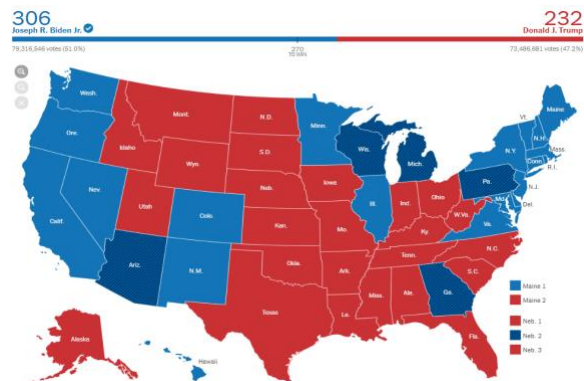 306
232
Joseph R. Biden Jr.
Donald J. Trump
79,316,546 votes (51.0%)
270
to win
73,486,681 votes (47.2%)
Wash.
Ore.
Calif.
Nev.
Idaho
Mont.
Wyo.
Utah
Ariz.
Colo.
N.M.
N.D.
S.D.
Neb.
Kan.
Okla.
Texas
Minn.
Iowa
Mo.
Ark.
La.
Wis.
Ill.
Mich.
Ind.
Ohio
Ky.
Tenn.
Miss.
Ala.
Ga.
Fla.
S.C.
N.C.
Va.
W.Va.
Pa.
N.Y.
Vt.
N.H.
Maine
Mass.
Conn.
R.I.
N.J.
Del.
Md.
Alaska
Hawaii
Maine 1
Maine 2
Neb. 1
Neb. 2
Neb. 3